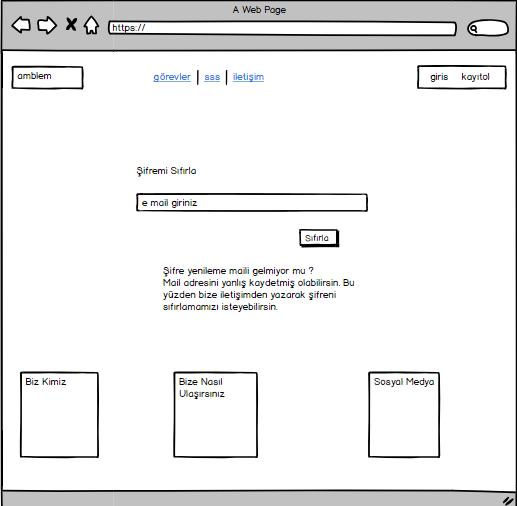 A Web Page
https://
amblem
görevler | sss | iletişim
giris kayıtol
Şifremi Sıfırla
e mail giriniz
Sıfırla
Şifre yenileme maili gelmiyor mu ?
Mail adresini yanlış kaydetmiş olabilirsin. Bu
yüzden bize iletişimden yazarak şifreni
sıfırlamamızı isteyebilirsin.
Biz Kimiz
Bize Nasıl
Ulaşırsınız
Sosyal Medya